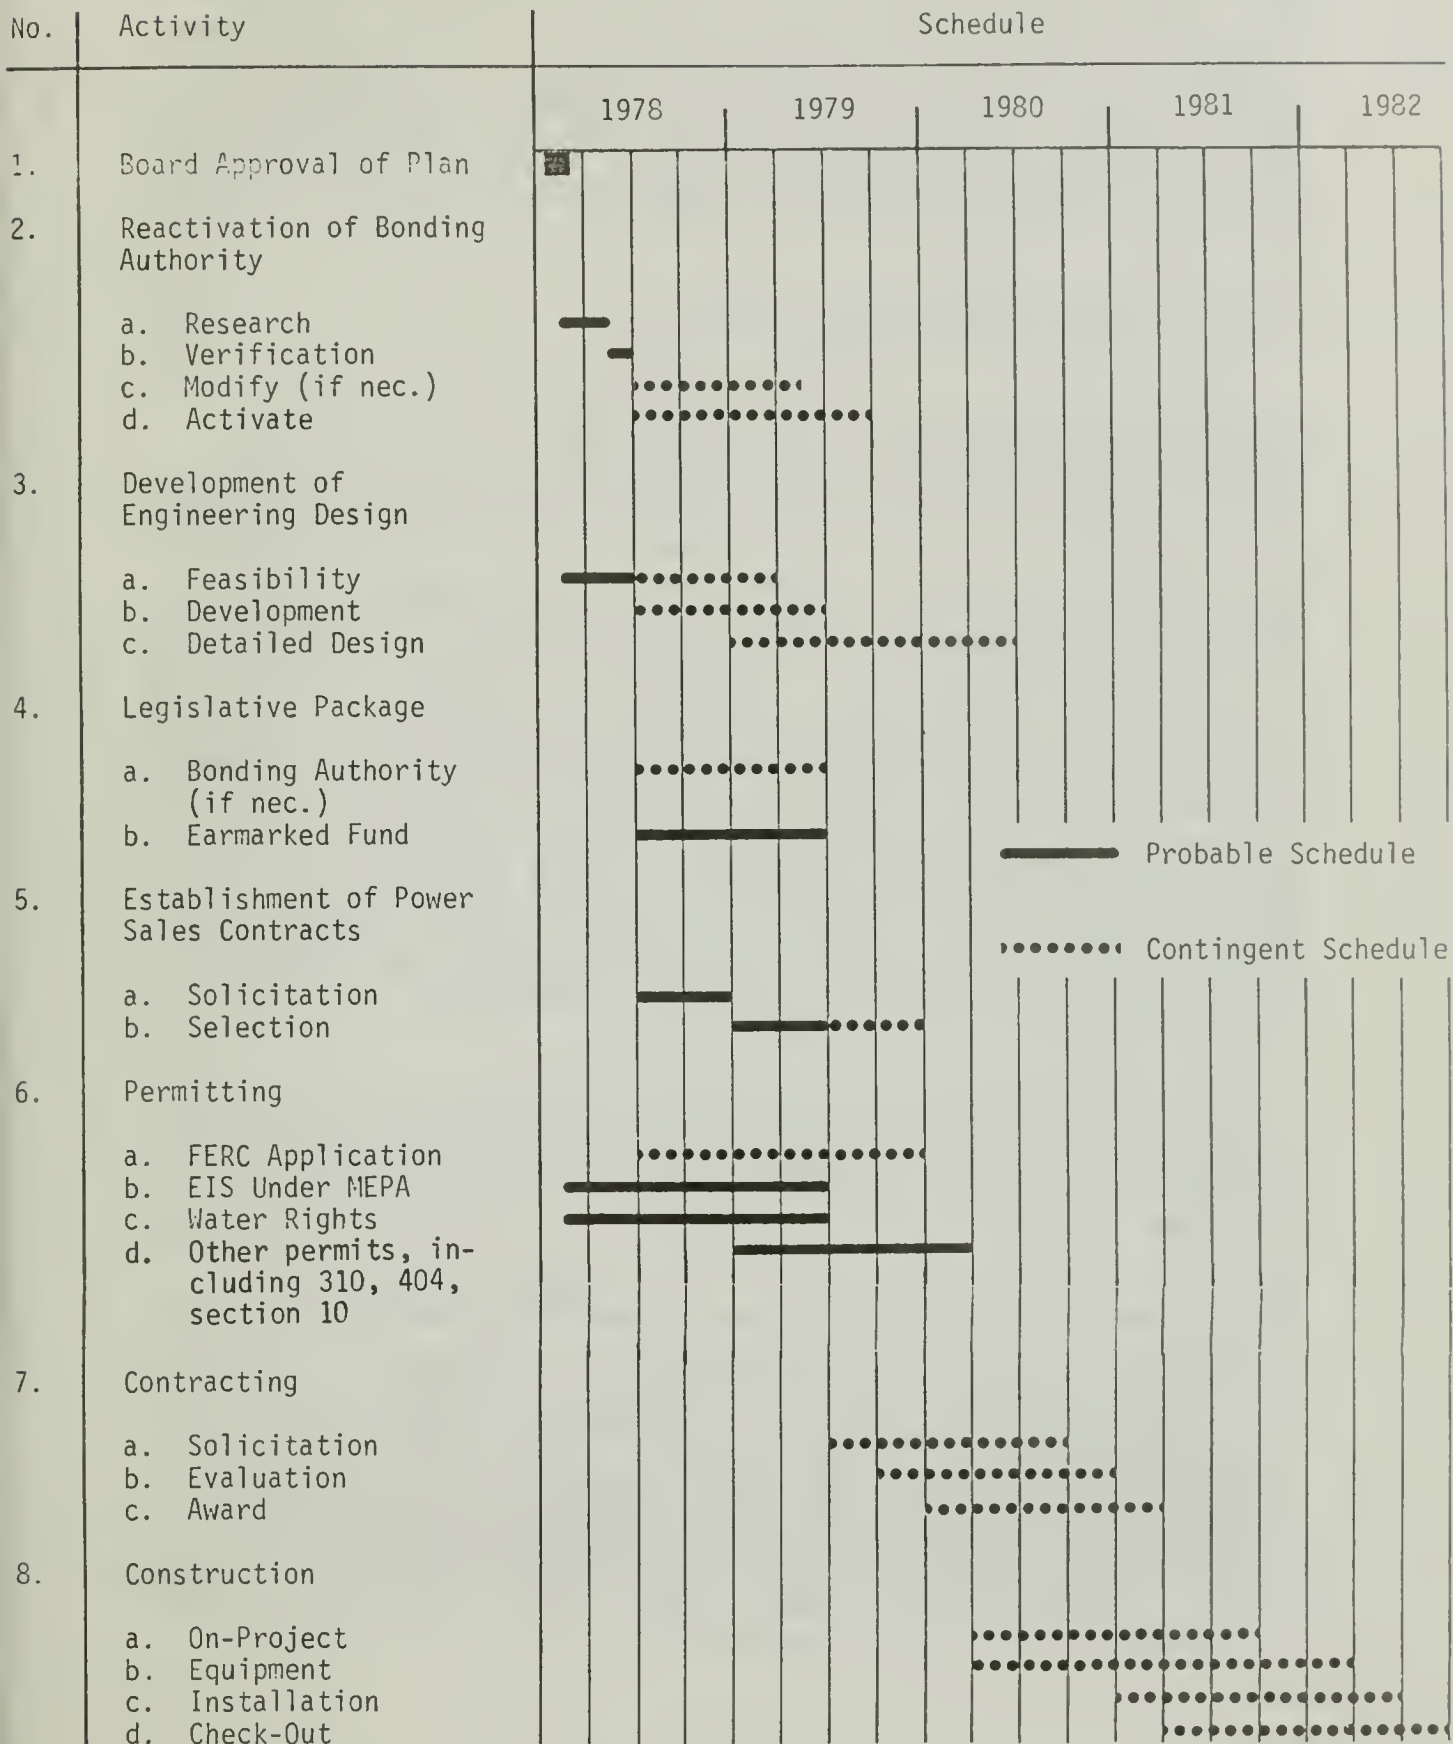 No. Activity Schedule
1978 1979 1980 1981 1982
1. Board Approval of Plan
2. Reactivation of Bonding
Authority
a. Research
b. Verification
c. Modify (if nec.)
d. Activate
3. Development of
Engineering Design
a. Feasibility
b. Development
c. Detailed Design
4. Legislative Package
a. Bonding Authority
(if nec.)
b. Earmarked Fund
Probable Schedule
5. Establishment of Power
Sales Contracts
Contingent Schedule
a. Solicitation
b. Selection
6. Permitting
a. FERC Application
b. EIS Under MEPA
c. Water Rights
d. Other permits, in-
cluding 310, 404,
section 10
7. Contracting
a. Solicitation
b. Evaluation
c. Award
8. Construction
a. On-Project
b. Equipment
c. Installation
d. Check-Out